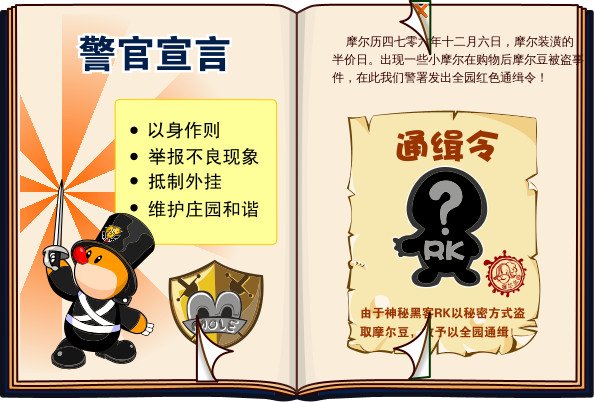 警官宣言
以身作则
举报不良现象
抵制外挂
维护庄园和谐
MOLE
摩尔历四七零六年十二月六日，摩尔装潢的
半价日。出现一些小摩尔在购物后摩尔豆被盗事
件，在此我们警署发出全园红色通缉令！
通缉令
?
RK
由于神秘黑客RK以秘密方式盗
取摩尔豆，予以全园通缉！